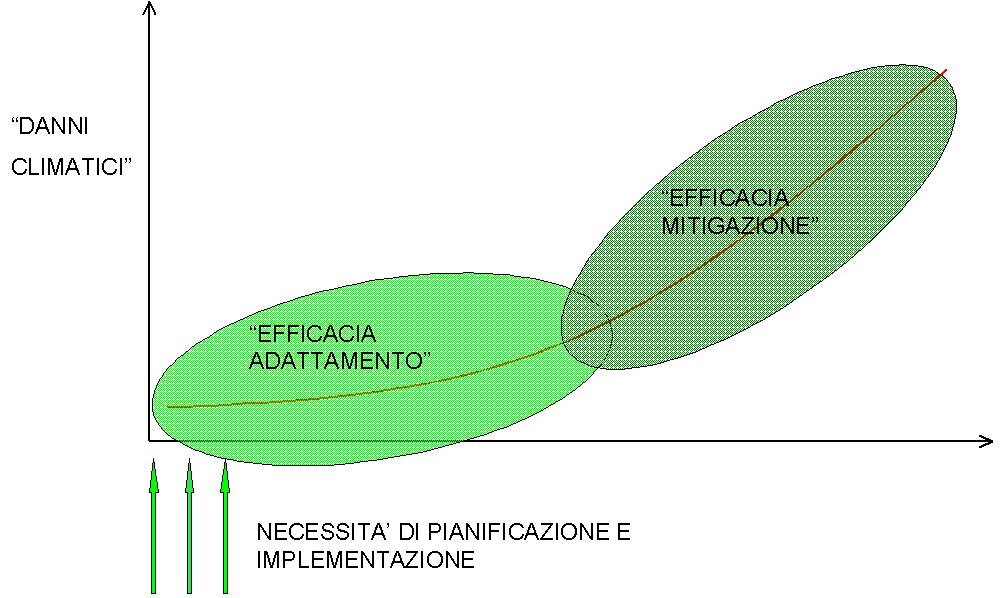 “DANNI
CLIMATICI”
“EFFICACIA
MITIGAZIONE”
“EFFICACIA
ADATTAMENTO”
NECESSITA’ DI PIANIFICAZIONE E
IMPLEMENTAZIONE